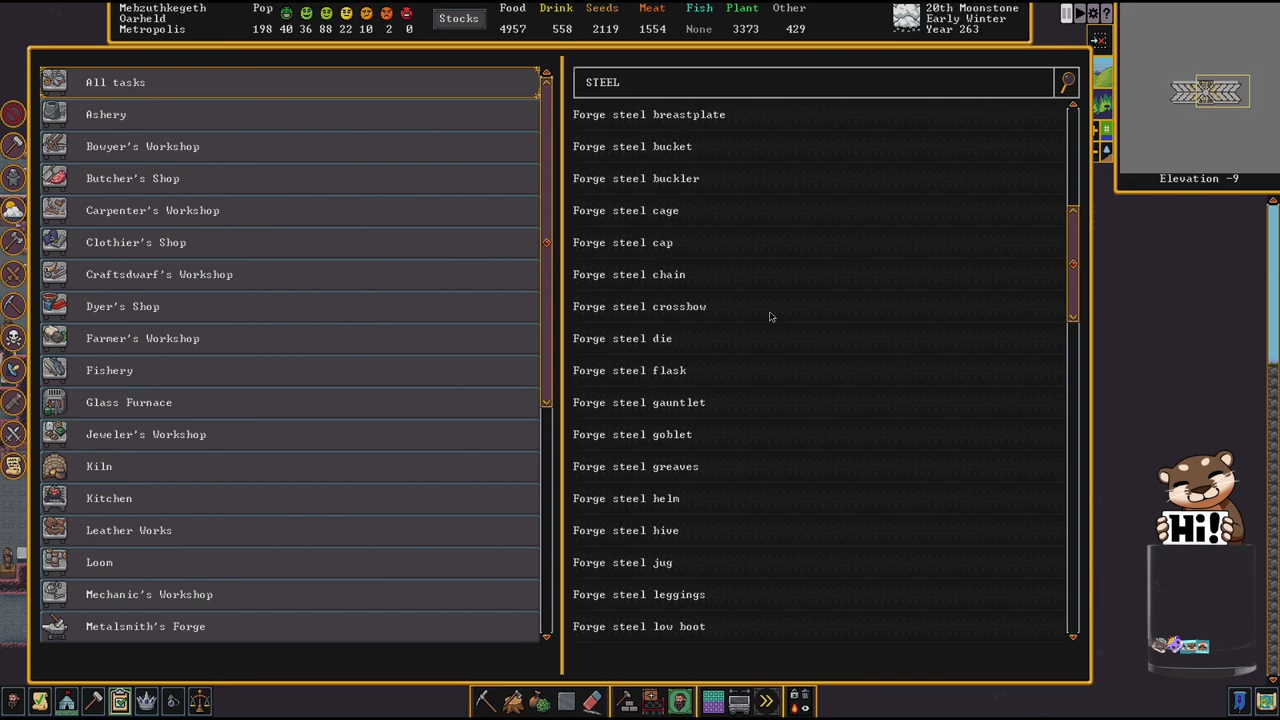 Mebzuthkegeth
Oarheld
Metropolis
Pop
198 40 36 88 22 10 2 0
Stocks
Food Drink Seeds Meat Fish Plant Other
4957 558 2119 1554 None 3373 429
20th Moonstone
Early Winter
Year 263
Elevation -9
All tasks
Ashery
Bowyer's Workshop
Butcher's Shop
Carpenter's Workshop
Clothier's Shop
Craftsdwarf's Workshop
Dyer's Shop
Farmer's Workshop
Fishery
Glass Furnace
Jeweler's Workshop
Kiln
Kitchen
Leather Works
Loom
Mechanic's Workshop
Metalsmith's Forge
STEEL
Forge steel breastplate
Forge steel bucket
Forge steel buckler
Forge steel cage
Forge steel cap
Forge steel chain
Forge steel crossbow
Forge steel die
Forge steel flask
Forge steel gauntlet
Forge steel goblet
Forge steel greaves
Forge steel helm
Forge steel hive
Forge steel jug
Forge steel leggings
Forge steel low boot
Hi!